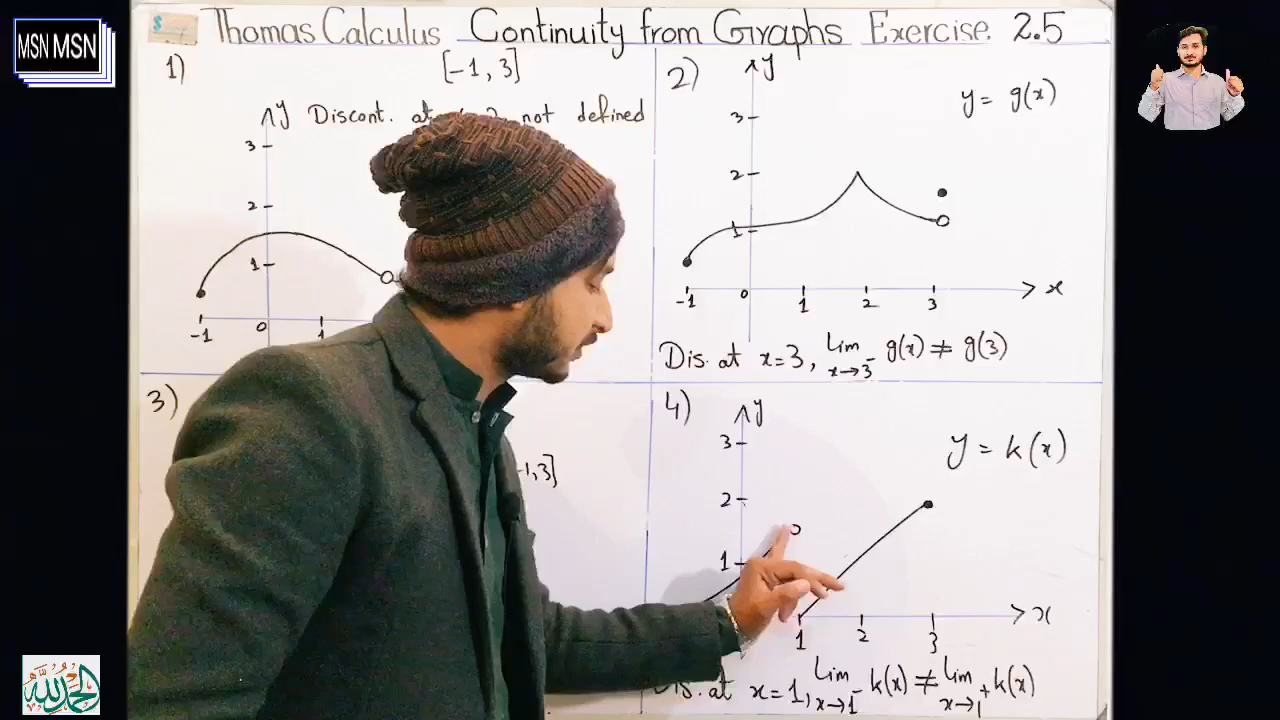 MSN MSN
Thomas Calculus Continuity from Graphs Exercise 2.5
1) [-1, 3]
y Discont. at not defined
3
2
1
-1 0 1
2) y
y = g(x)
3
2
1
-1 0 1 2 3 x
Dis. at x=3, Lim x→3⁻ g(x) ≠ g(3)
3)
-1,3]
4) y
y = k(x)
3
2
1
1 2 3 x
Dis. at x=1, Lim x→1⁻ k(x) ≠ Lim x→1⁺ k(x)
الحمد لله